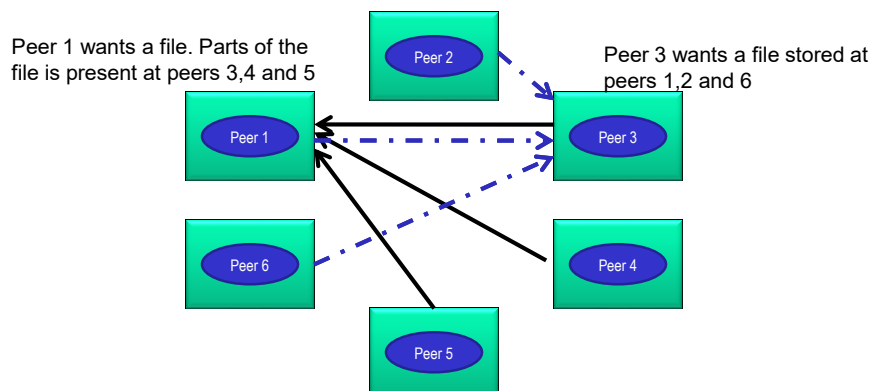 Peer 1 wants a file. Parts of the
file is present at peers 3,4 and 5
Peer 2
Peer 3 wants a file stored at
peers 1,2 and 6
Peer 1
Peer 3
Peer 6
Peer 4
Peer 5